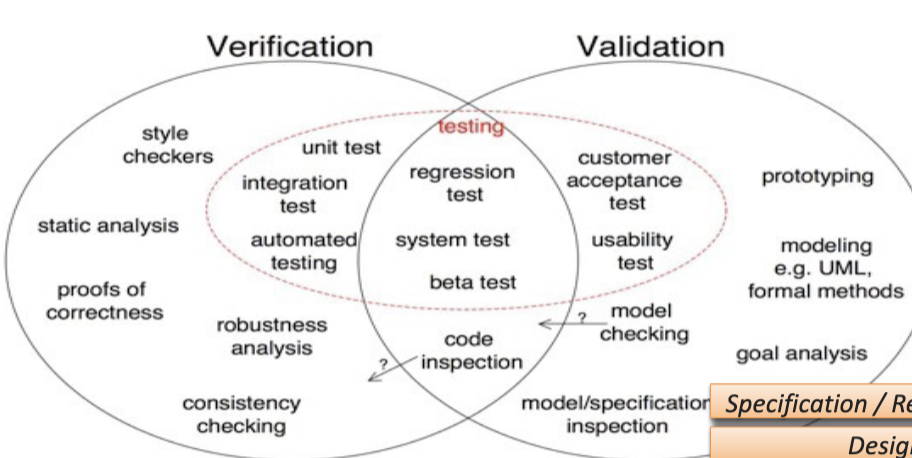 Verification
Validation
testing
style
checkers
unit test
integration
test
automated
testing
static analysis
proofs of
correctness
robustness
analysis
consistency
checking
regression
test
system test
beta test
code
inspection
?
customer
acceptance
test
usability
test
?
model
checking
model/specification
inspection
prototyping
modeling
e.g. UML,
formal methods
goal analysis
Specification / Re
Design